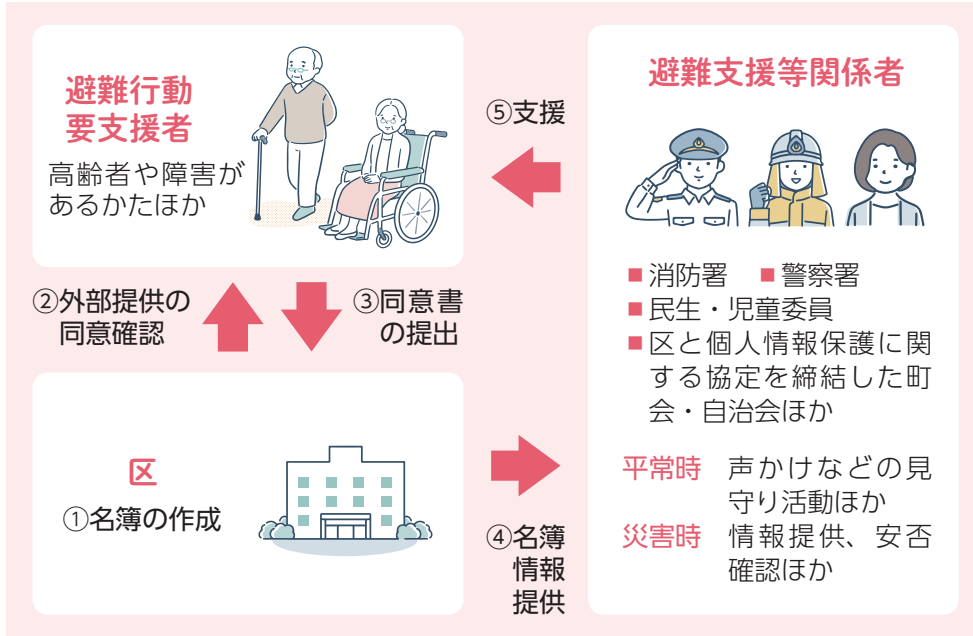 避難行動
要支援者
高齢者や障害が
あるかたほか
②外部提供の
同意確認
③同意書
の提出
区
①名簿の作成
④名簿
情報
提供
⑤支援
避難支援等関係者
■消防署 ■警察署
■民生・児童委員
■区と個人情報保護に関
する協定を締結した町
会・自治会ほか
平常時 声かけなどの見
守り活動ほか
災害時 情報提供、安否
確認ほか